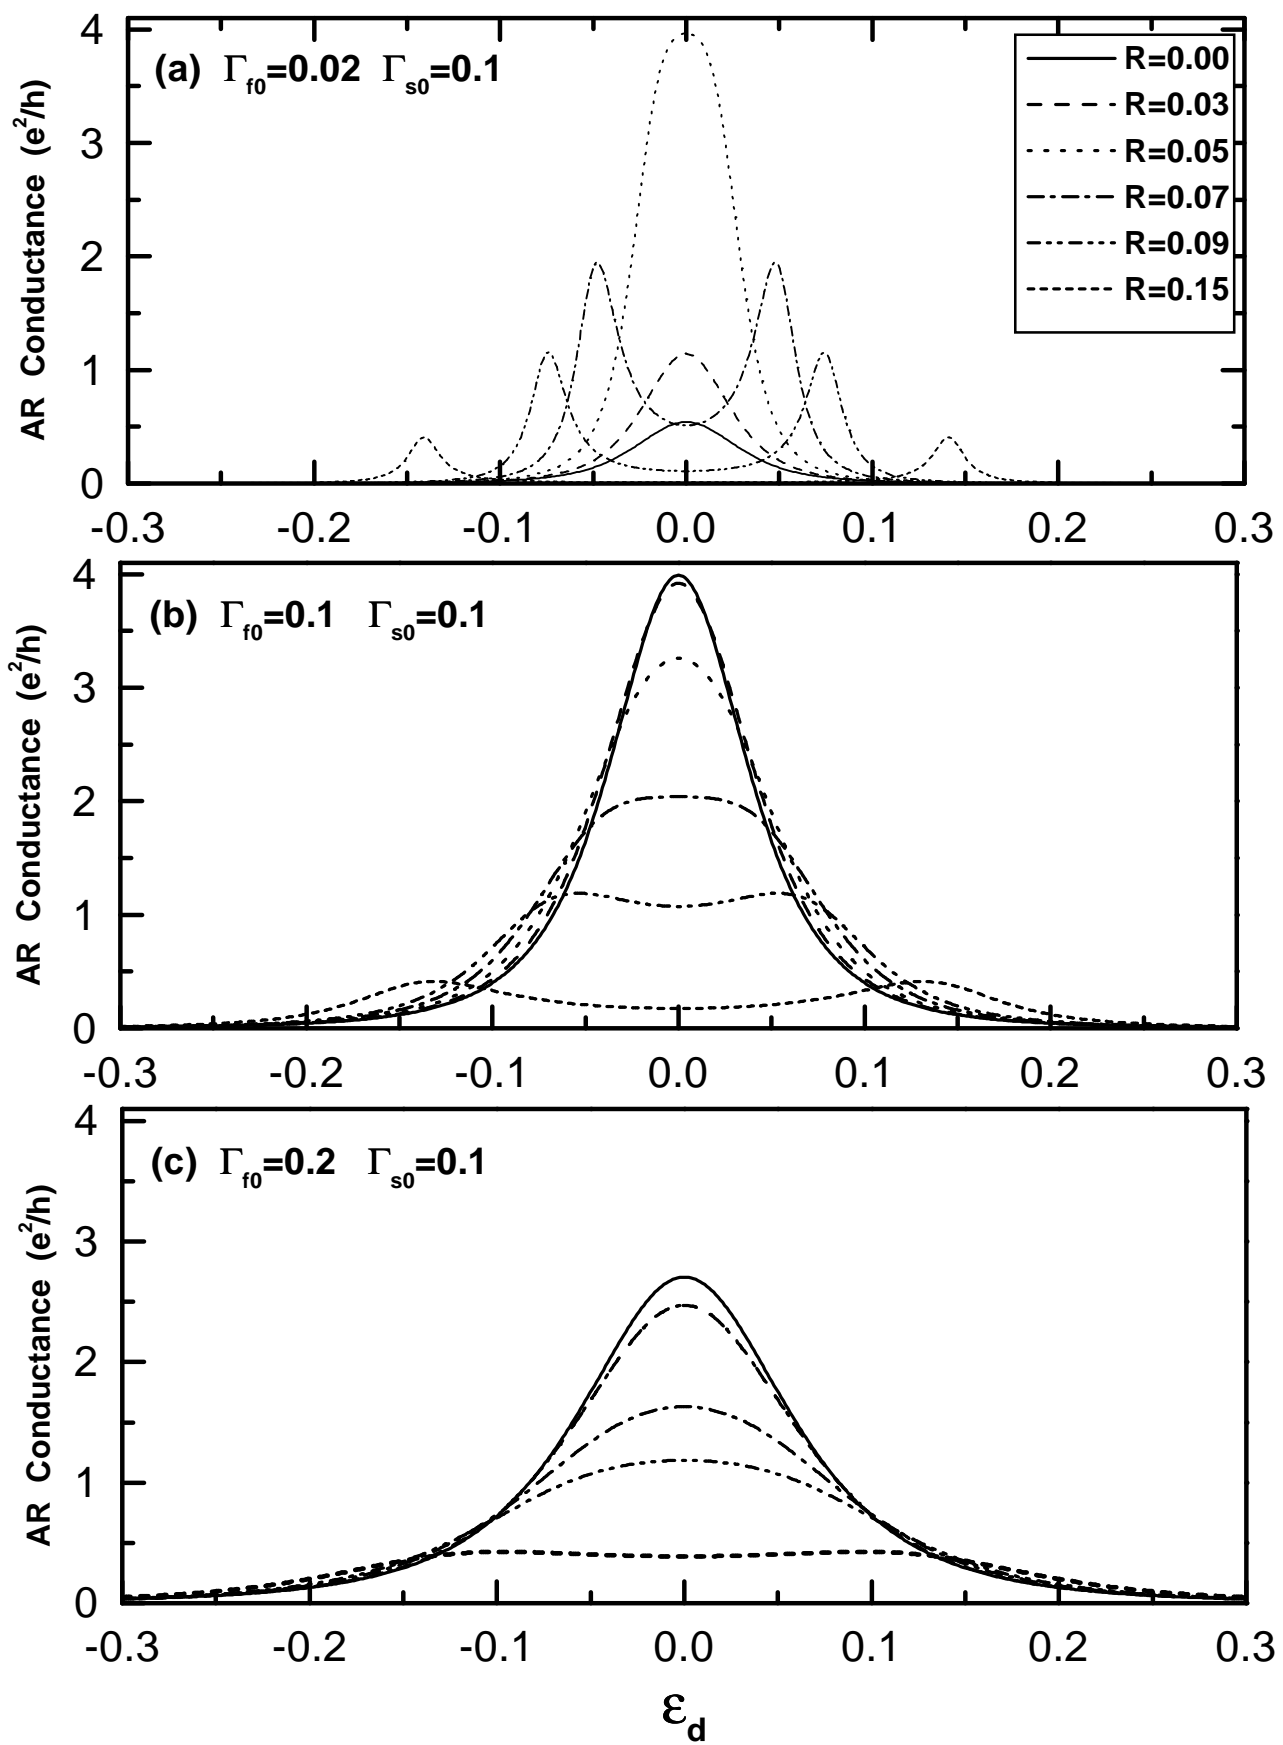 (a) Γf0=0.02 Γs0=0.1
R=0.00
R=0.03
R=0.05
R=0.07
R=0.09
R=0.15
AR Conductance (e²/h)
4
3
2
1
0
-0.3 -0.2 -0.1 0.0 0.1 0.2 0.3
(b) Γf0=0.1 Γs0=0.1
AR Conductance (e²/h)
4
3
2
1
0
-0.3 -0.2 -0.1 0.0 0.1 0.2 0.3
(c) Γf0=0.2 Γs0=0.1
AR Conductance (e²/h)
4
3
2
1
0
-0.3 -0.2 -0.1 0.0 0.1 0.2 0.3
εd